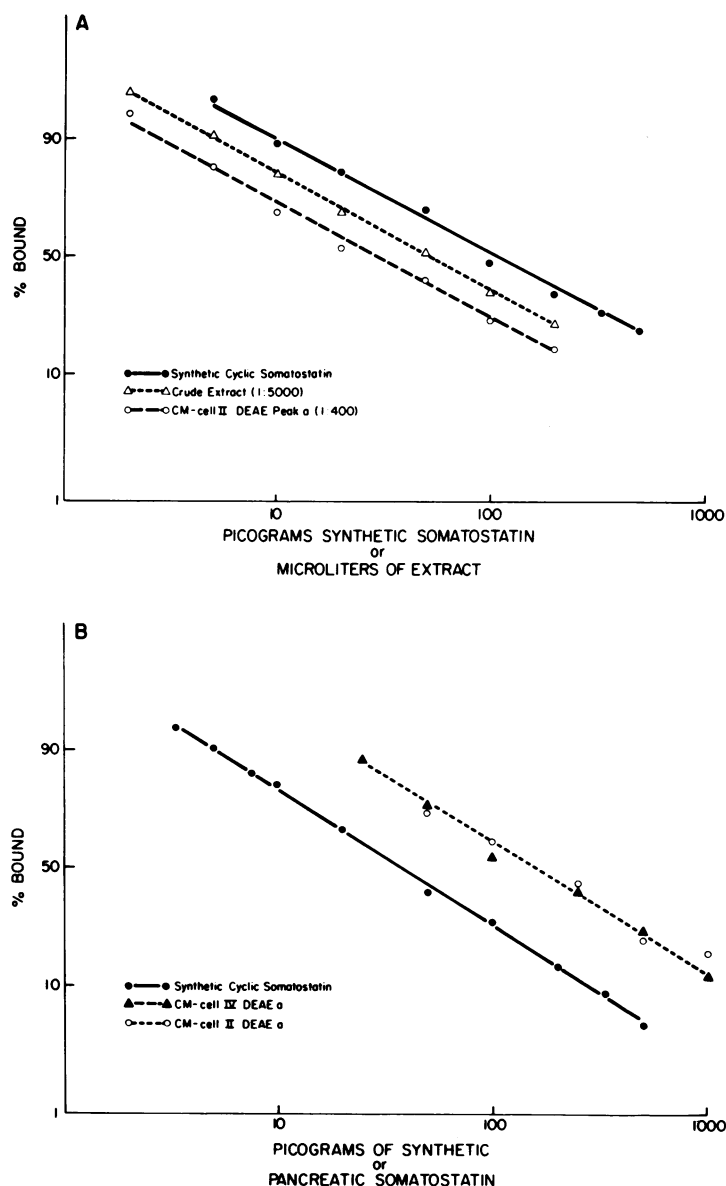 A
90
50
10
1
% BOUND
Synthetic Cyclic Somatostatin
Crude Extract (1:5000)
CM-cell II DEAE Peak a (1:400)
10
100
1000
PICOGRAMS SYNTHETIC SOMATOSTATIN
or
MICROLITERS OF EXTRACT
B
90
50
10
1
% BOUND
Synthetic Cyclic Somatostatin
CM-cell IV DEAE a
CM-cell II DEAE a
10
100
1000
PICOGRAMS OF SYNTHETIC
or
PANCREATIC SOMATOSTATIN